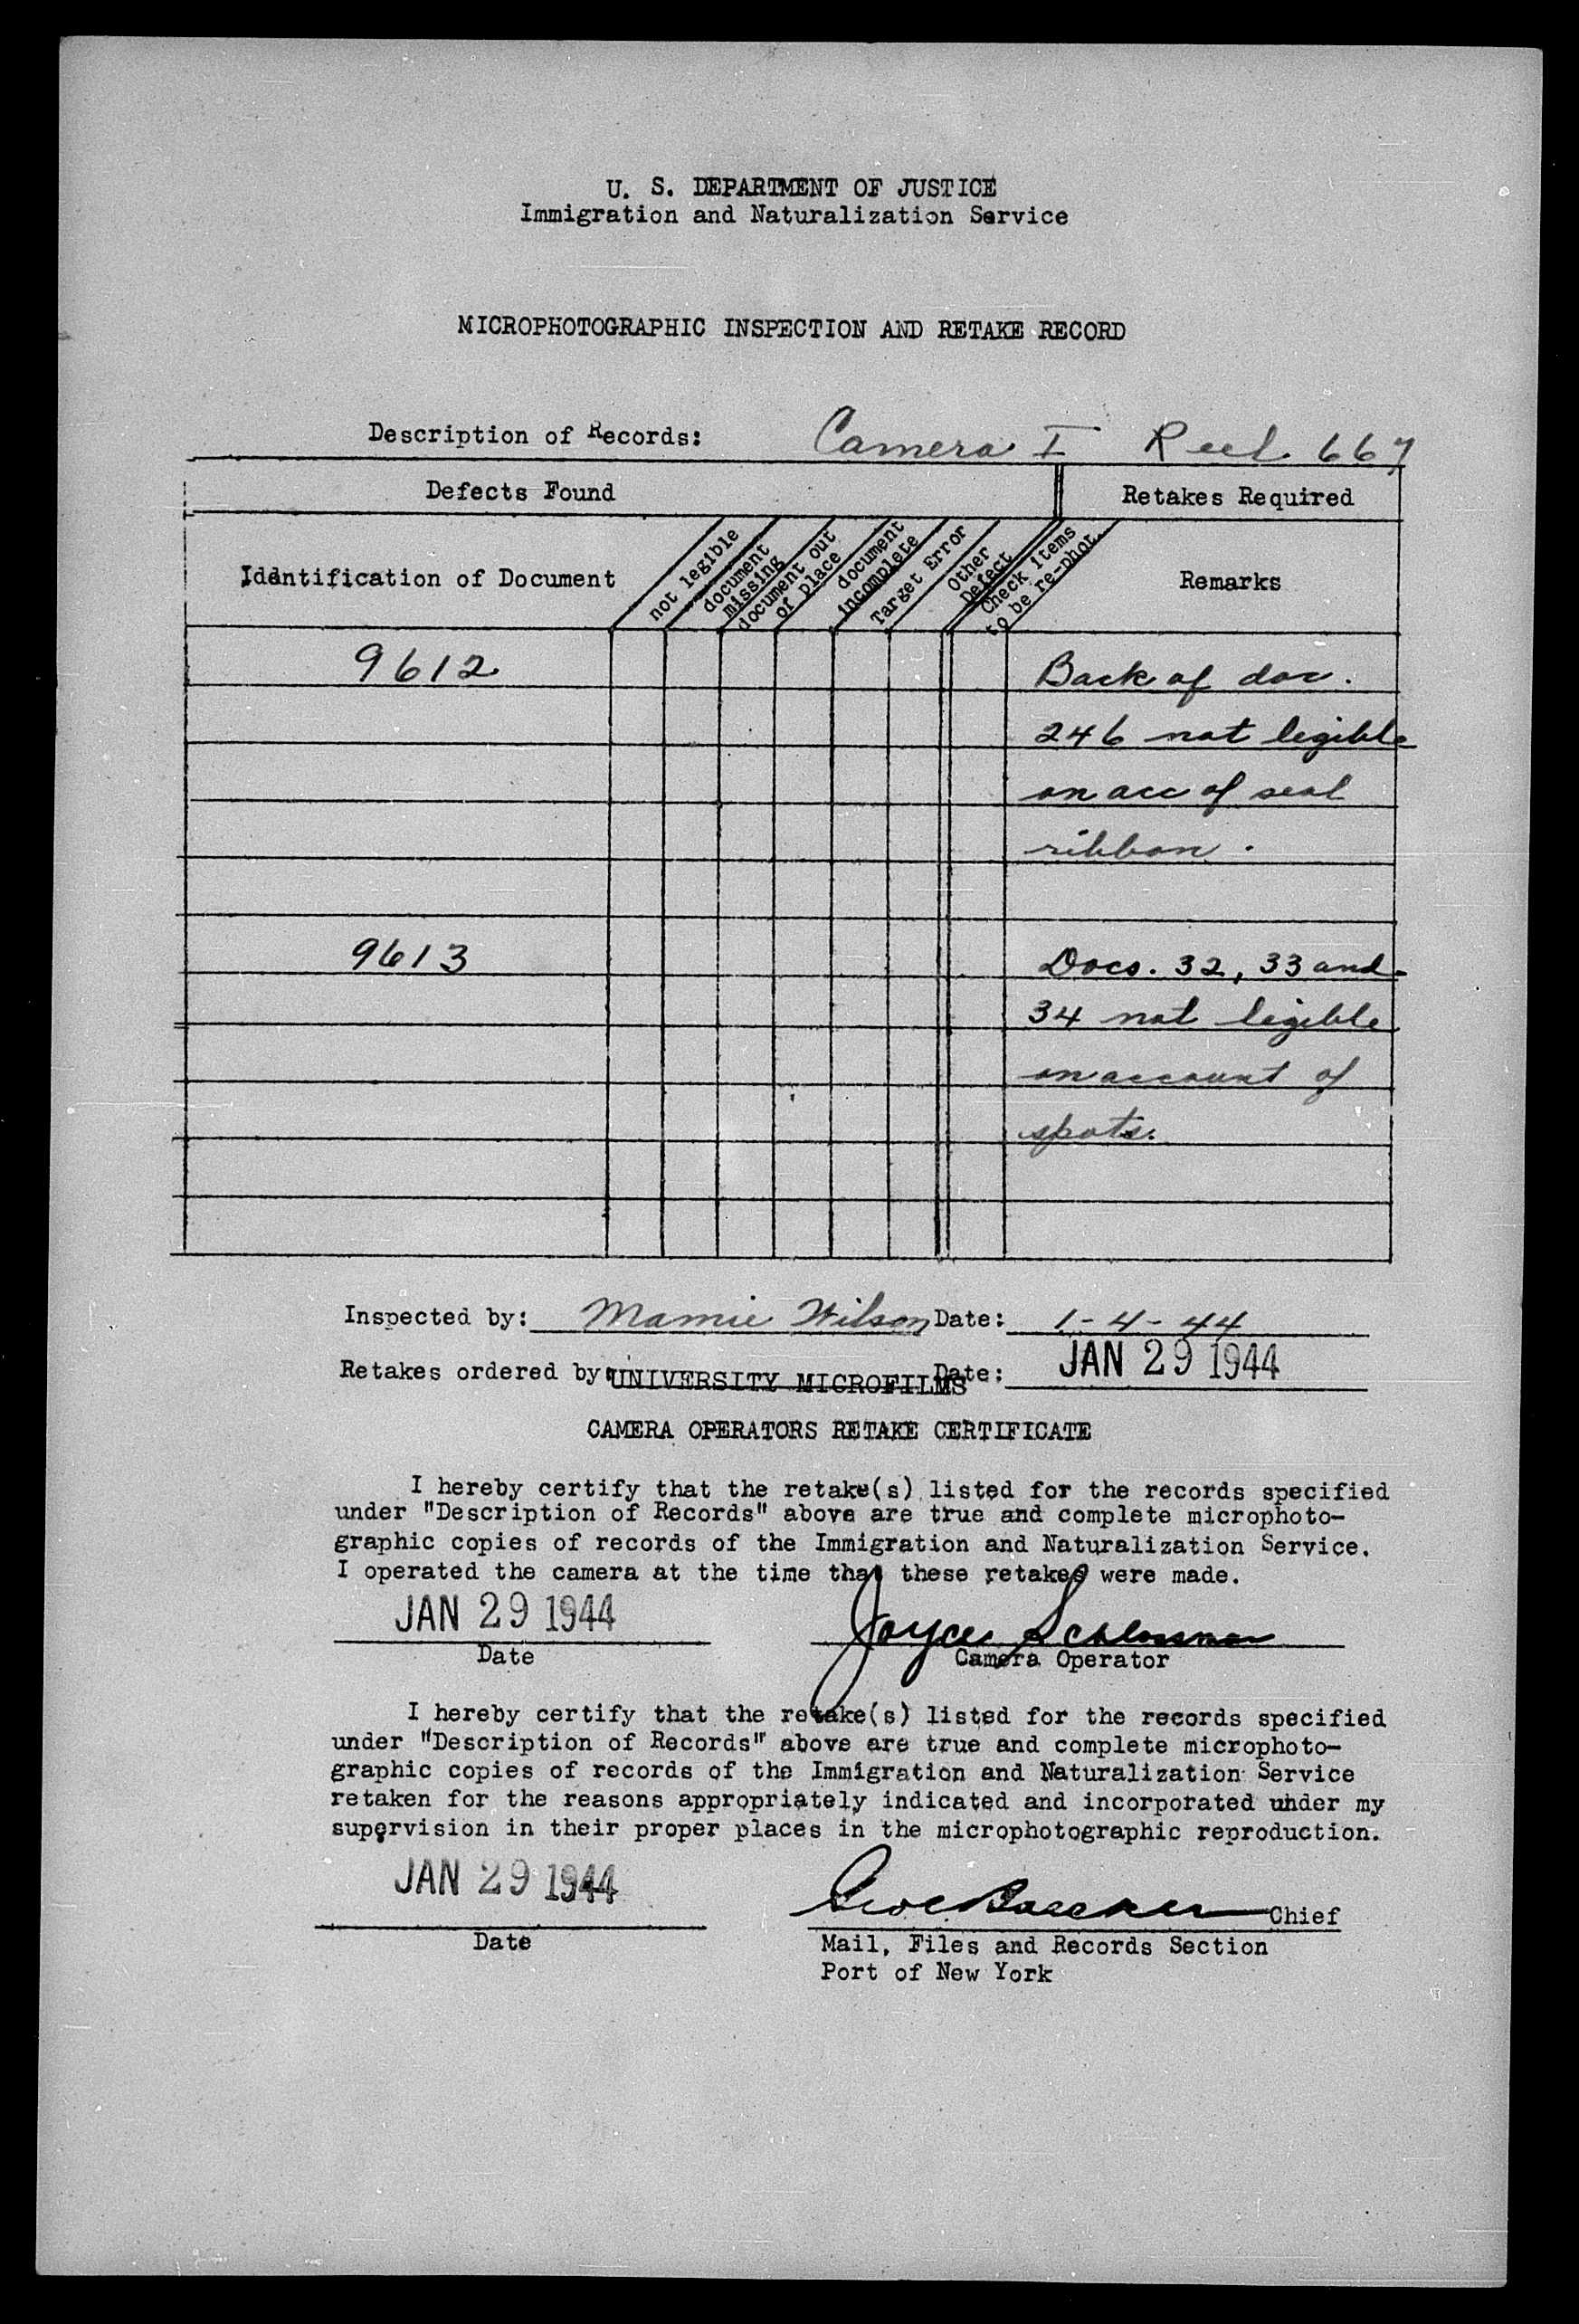 U. S. DEPARTMENT OF JUSTICE
Immigration and Naturalization Service
MICROPHOTOGRAPHIC INSPECTION AND RETAKE RECORD
Description of Records: Camera I Reel. 667
Defects Found
Retakes Required
Identification of Document
not legible
document missing
document out of place
document incomplete
Target Error
Other Defect
Check items to be re-phot.
Remarks
9612
Back of doc.
246 not legible
on acc of seal
ribbon.
9613
Docs. 32, 33 and
34 not legible
on account of
spots.
Inspected by: Mamie Wilson Date: 1-4-44
Retakes ordered by: UNIVERSITY MICROFILMS Date: JAN 29 1944
CAMERA OPERATORS RETAKE CERTIFICATE
I hereby certify that the retake(s) listed for the records specified
under "Description of Records" above are true and complete microphoto-
graphic copies of records of the Immigration and Naturalization Service.
I operated the camera at the time that these retakes were made.
JAN 29 1944
Joyce
Date
Camera Operator
I hereby certify that the retake(s) listed for the records specified
under "Description of Records" above are true and complete microphoto-
graphic copies of records of the Immigration and Naturalization Service
retaken for the reasons appropriately indicated and incorporated under my
supervision in their proper places in the microphotographic reproduction.
JAN 29 1944
Chief
Date
Mail, Files and Records Section
Port of New York